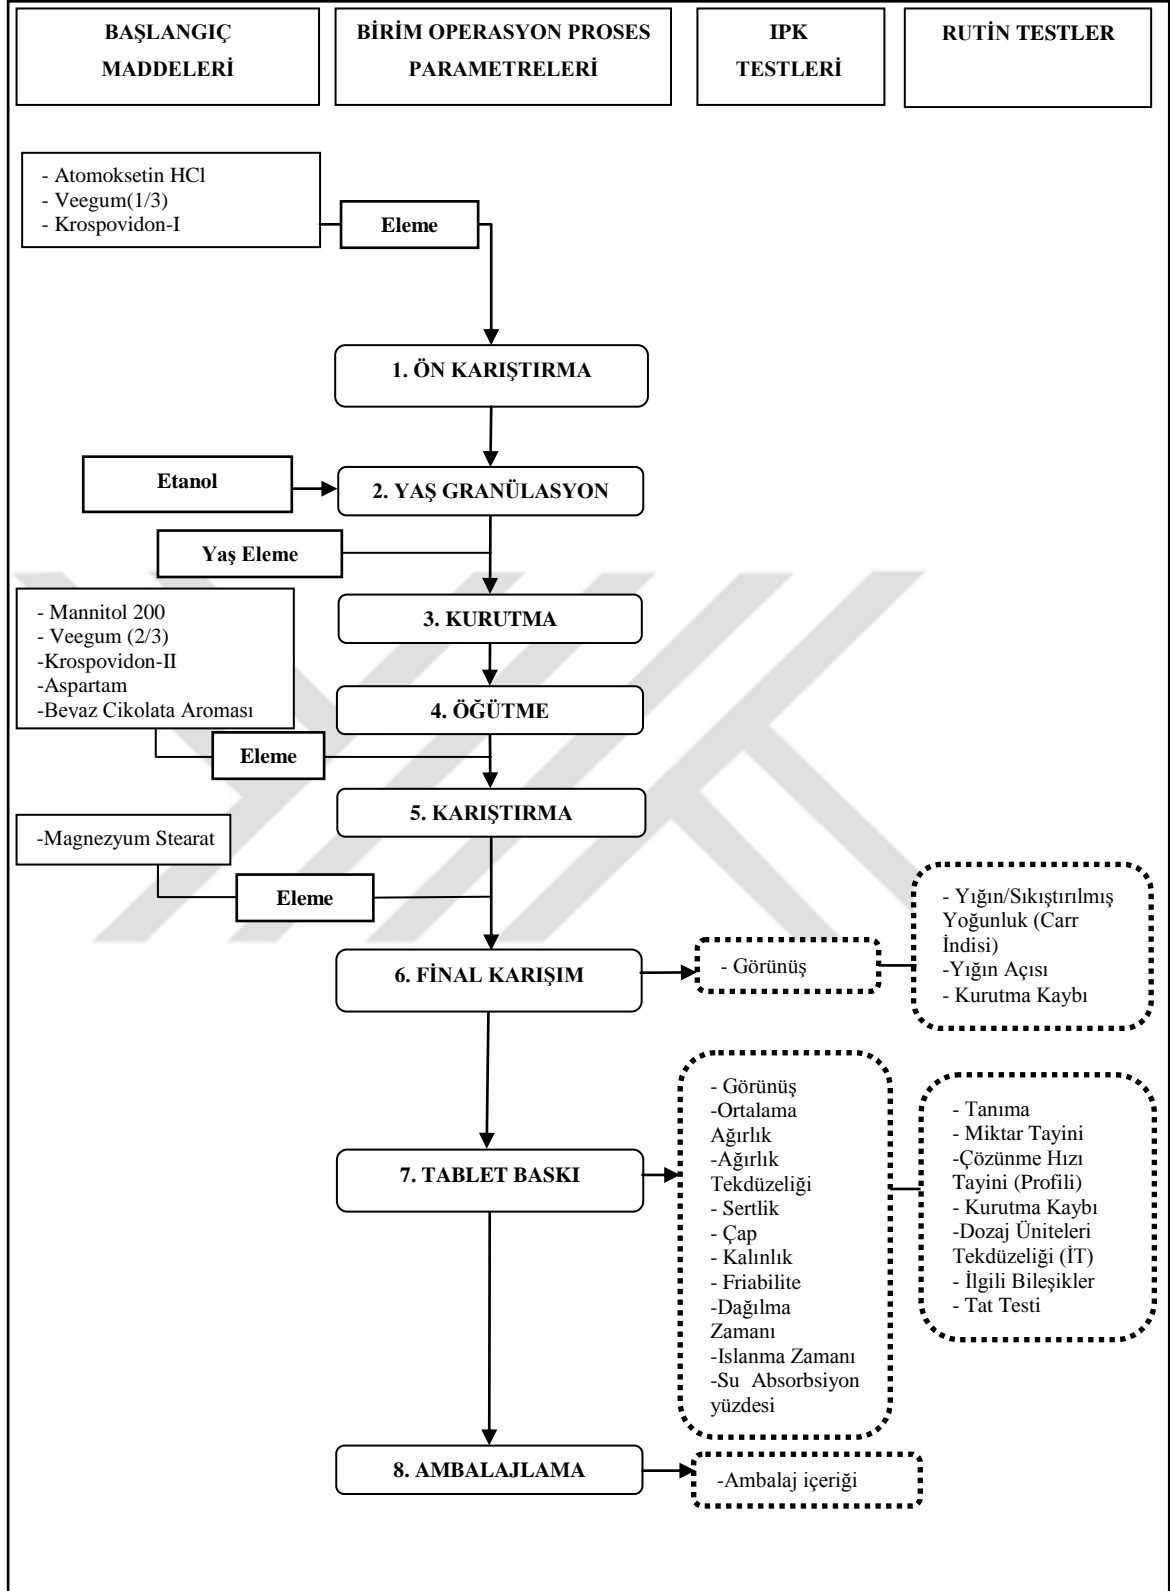 BAŞLANGIÇ
MADDELERİ
BİRİM OPERASYON PROSES
PARAMETRELERİ
IPK
TESTLERİ
RUTİN TESTLER
- Atomoksetin HCl
- Veegum(1/3)
- Krospovidon-I
Eleme
1. ÖN KARIŞTIRMA
Etanol
2. YAŞ GRANÜLASYON
Yaş Eleme
3. KURUTMA
- Mannitol 200
- Veegum (2/3)
-Krospovidon-II
-Aspartam
-Beyaz Cikolata Aroması
4. ÖĞÜTME
Eleme
5. KARIŞTIRMA
-Magnezyum Stearat
Eleme
6. FİNAL KARIŞIM
- Görünüş
- Yığın/Sıkıştırılmış
Yoğunluk (Carr
İndisi)
-Yığın Açısı
- Kurutma Kaybı
7. TABLET BASKI
- Görünüş
-Ortalama
Ağırlık
-Ağırlık
Tekdüzeliği
- Sertlik
- Çap
- Kalınlık
- Friabilite
-Dağılma
Zamanı
-Islanma Zamanı
-Su Absorbsiyon
yüzdesi
- Tanıma
- Miktar Tayini
-Çözünme Hızı
Tayini (Profili)
- Kurutma Kaybı
-Dozaj Üniteleri
Tekdüzeliği (İT)
- İlgili Bileşikler
- Tat Testi
8. AMBALAJLAMA
-Ambalaj içeriği